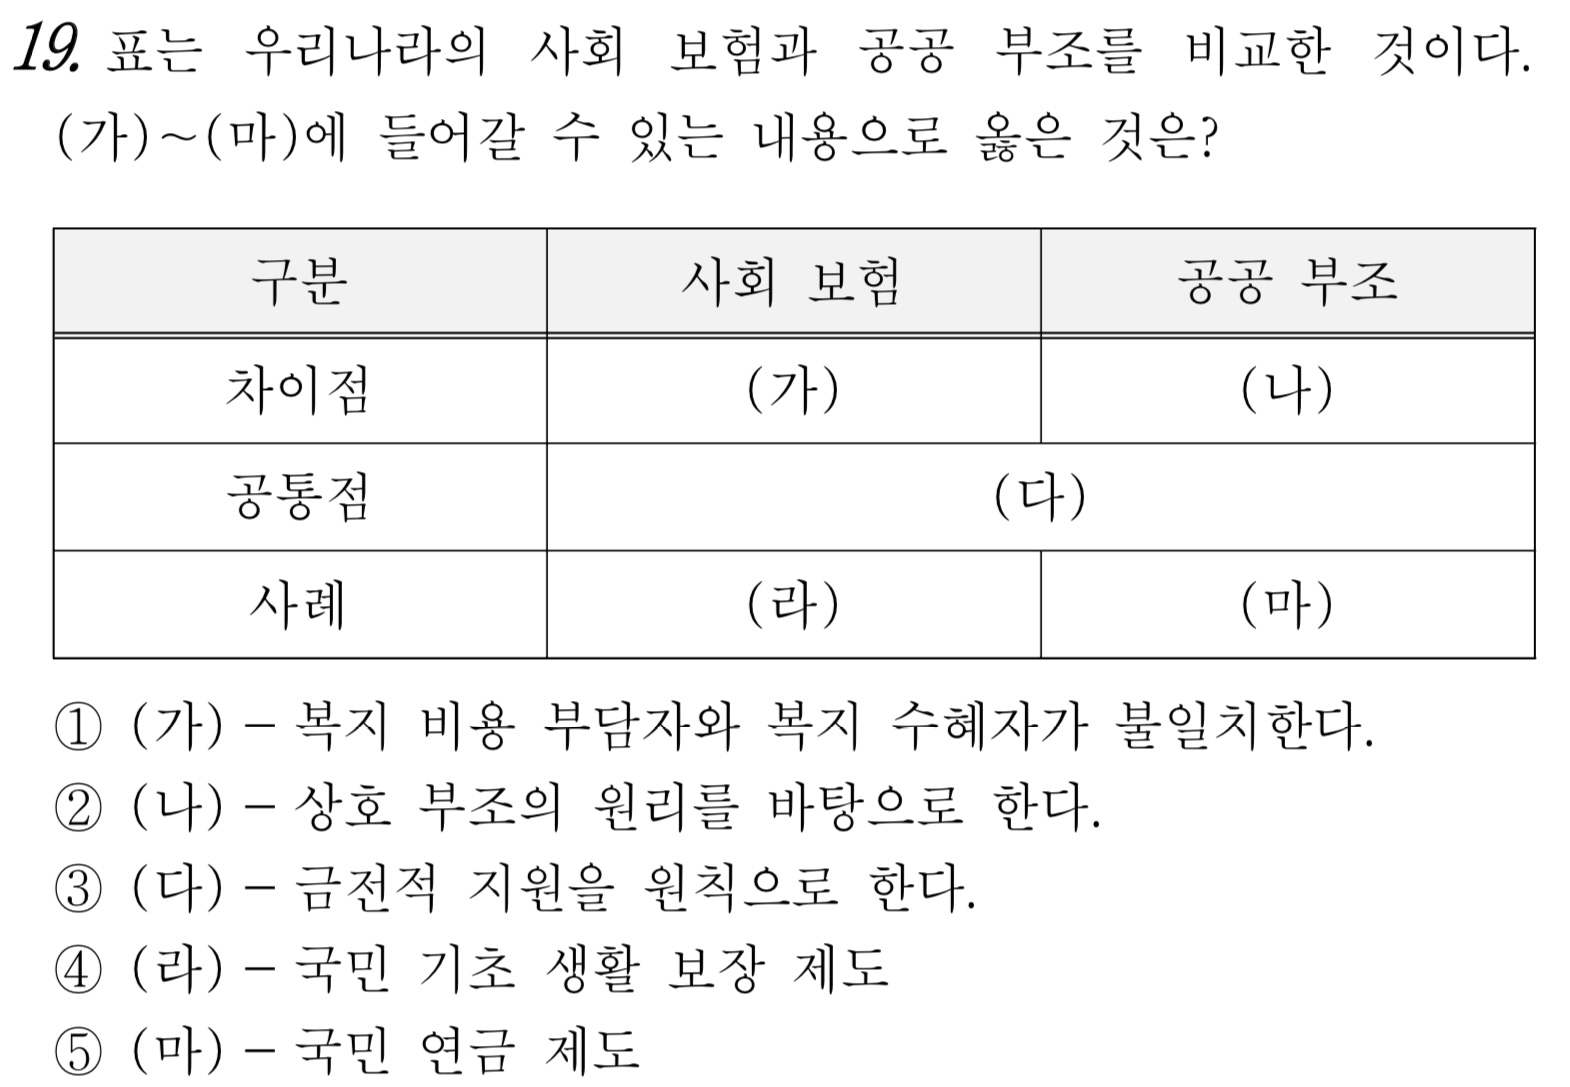 19. 표는 우리나라의 사회 보험과 공공 부조를 비교한 것이다.
(가)~(마)에 들어갈 수 있는 내용으로 옳은 것은?
구분 사회 보험 공공 부조
차이점 (가) (나)
공통점 (다)
사례 (라) (마)
① (가) - 복지 비용 부담자와 복지 수혜자가 불일치한다.
② (나) - 상호 부조의 원리를 바탕으로 한다.
③ (다) - 금전적 지원을 원칙으로 한다.
④ (라) - 국민 기초 생활 보장 제도
⑤ (마) - 국민 연금 제도